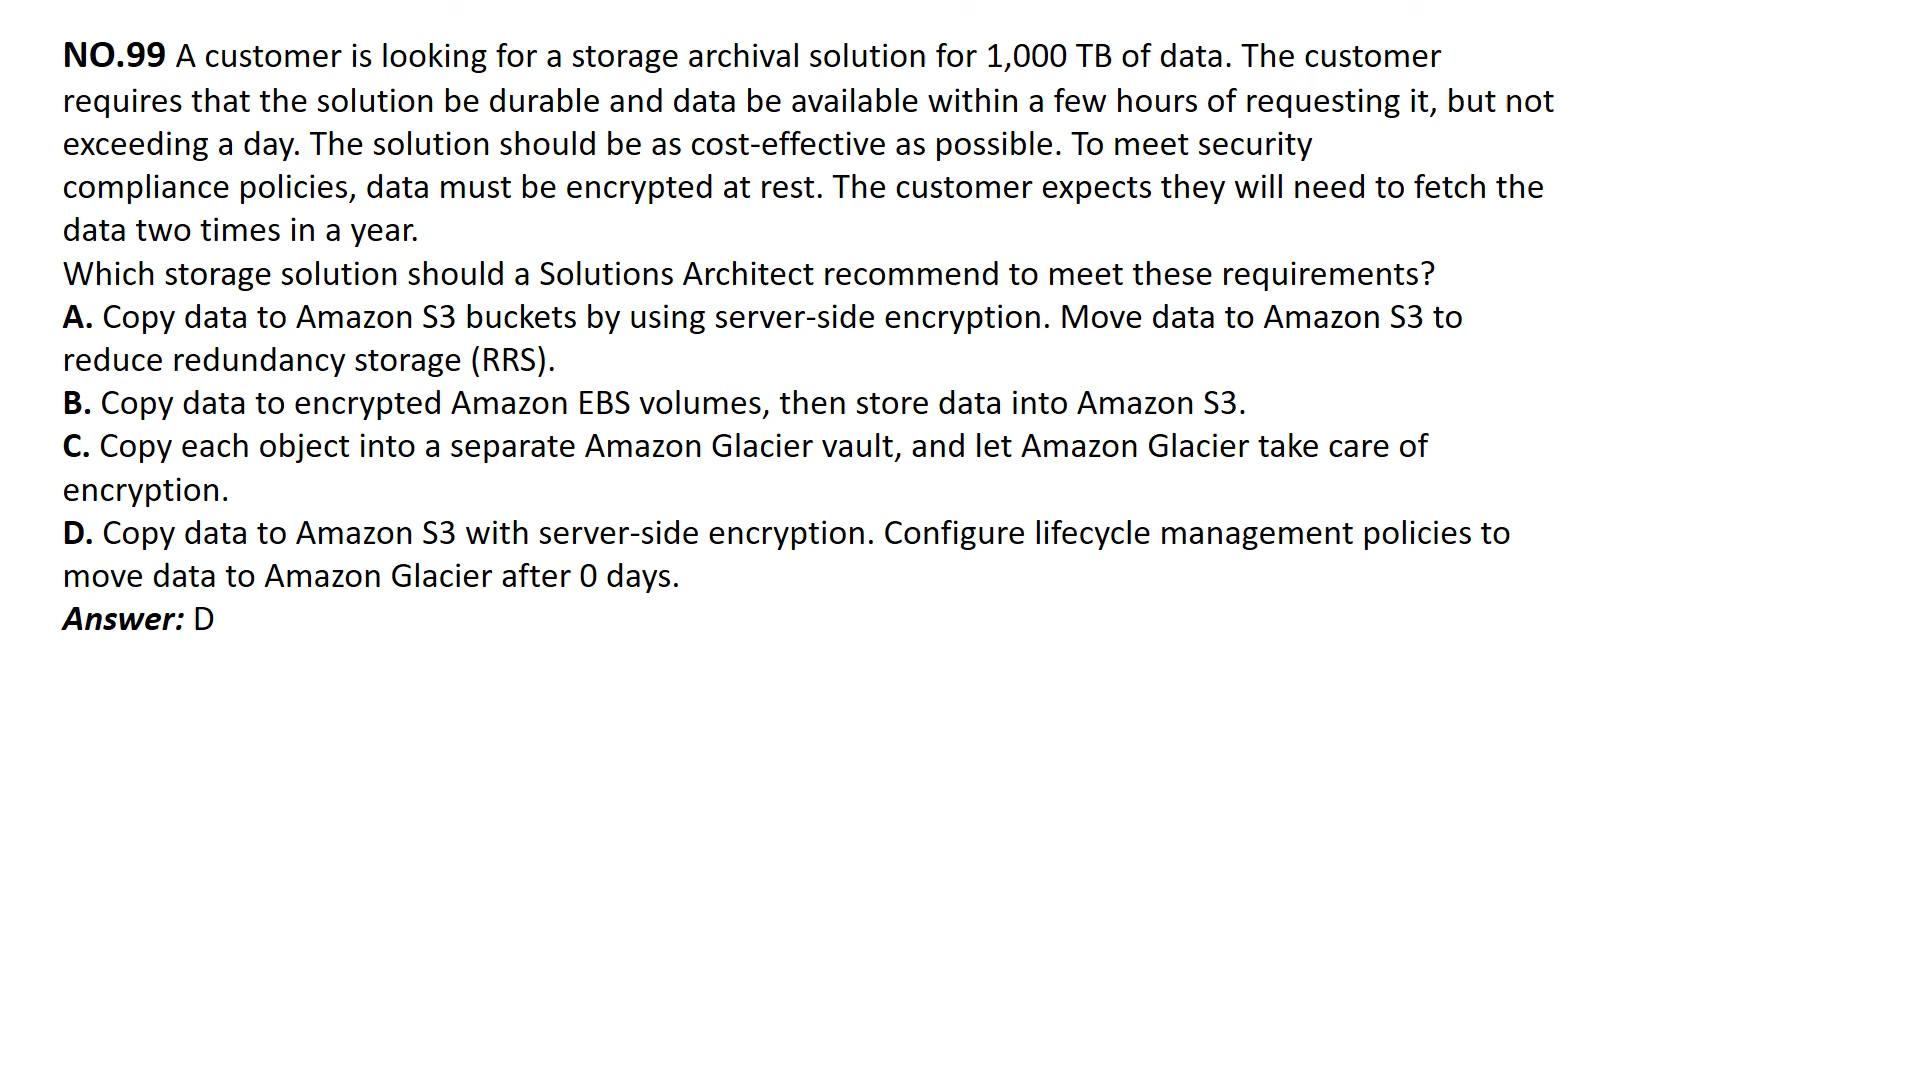 NO.99 A customer is looking for a storage archival solution for 1,000 TB of data. The customer
requires that the solution be durable and data be available within a few hours of requesting it, but not
exceeding a day. The solution should be as cost-effective as possible. To meet security
compliance policies, data must be encrypted at rest. The customer expects they will need to fetch the
data two times in a year.
Which storage solution should a Solutions Architect recommend to meet these requirements?
A. Copy data to Amazon S3 buckets by using server-side encryption. Move data to Amazon S3 to
reduce redundancy storage (RRS).
B. Copy data to encrypted Amazon EBS volumes, then store data into Amazon S3.
C. Copy each object into a separate Amazon Glacier vault, and let Amazon Glacier take care of
encryption.
D. Copy data to Amazon S3 with server-side encryption. Configure lifecycle management policies to
move data to Amazon Glacier after 0 days.
Answer: D